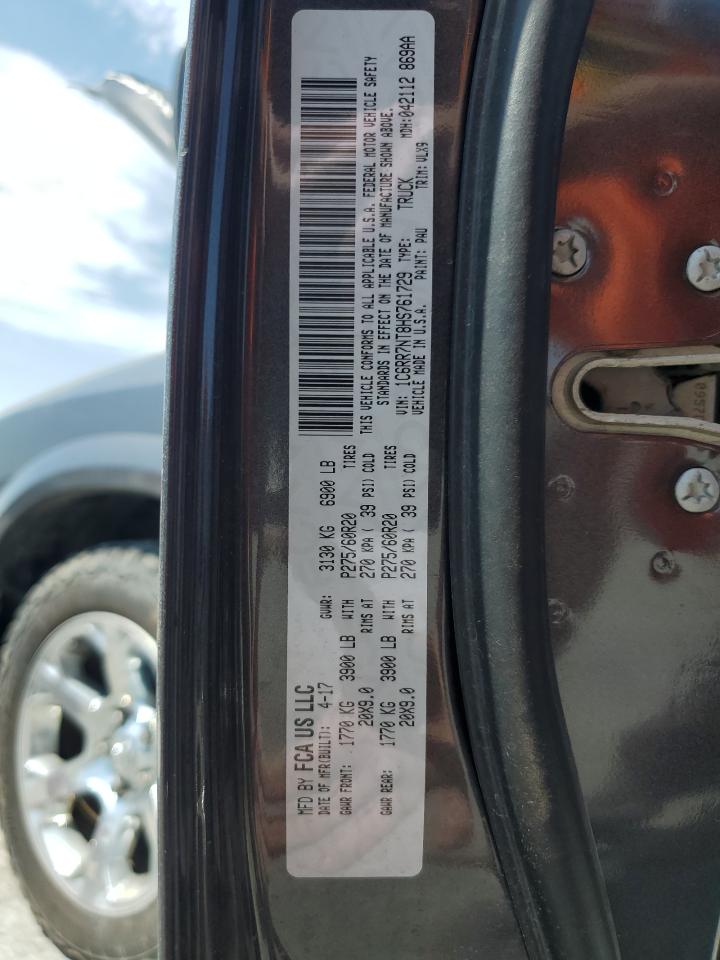 MFD BY FCA US LLC
DATE OF MFR(BUILT): 4-17 GVWR: 3130 KG 6900 LB
GAWR FRONT: 1770 KG 3900 LB WITH P275/60R20 TIRES
20X9.0 RIMS AT 270 KPA ( 39 PSI) COLD
GAWR REAR: 1770 KG 3900 LB WITH P275/60R20 TIRES
20X9.0 RIMS AT 270 KPA ( 39 PSI) COLD
THIS VEHICLE CONFORMS TO ALL APPLICABLE U.S.A. FEDERAL MOTOR VEHICLE SAFETY
STANDARDS IN EFFECT ON THE DATE OF MANUFACTURE SHOWN ABOVE.
VIN: 1C6RR7NT8HS761729 TYPE: TRUCK MDH:042112 869AA
VEHICLE MADE IN U.S.A. PAINT: PAU TRIM: VLX9